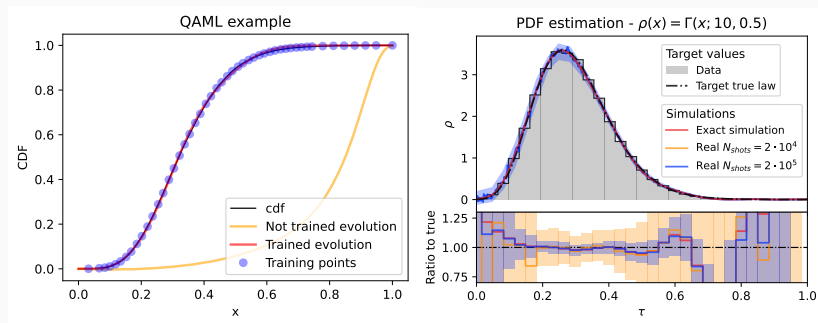 QAML example
1.0
0.8
0.6
0.4
0.2
0.0
CDF
0.0 0.2 0.4 0.6 0.8 1.0
x
cdf
Not trained evolution
Trained evolution
Training points
PDF estimation - ρ(x) = Γ(x; 10, 0.5)
3
2
1
0
ρ
Target values
Data
Target true law
Simulations
Exact simulation
Real N_shots = 2 · 10⁴
Real N_shots = 2 · 10⁵
1.25
1.00
0.75
Ratio to true
0.0 0.2 0.4 0.6 0.8 1.0
τ